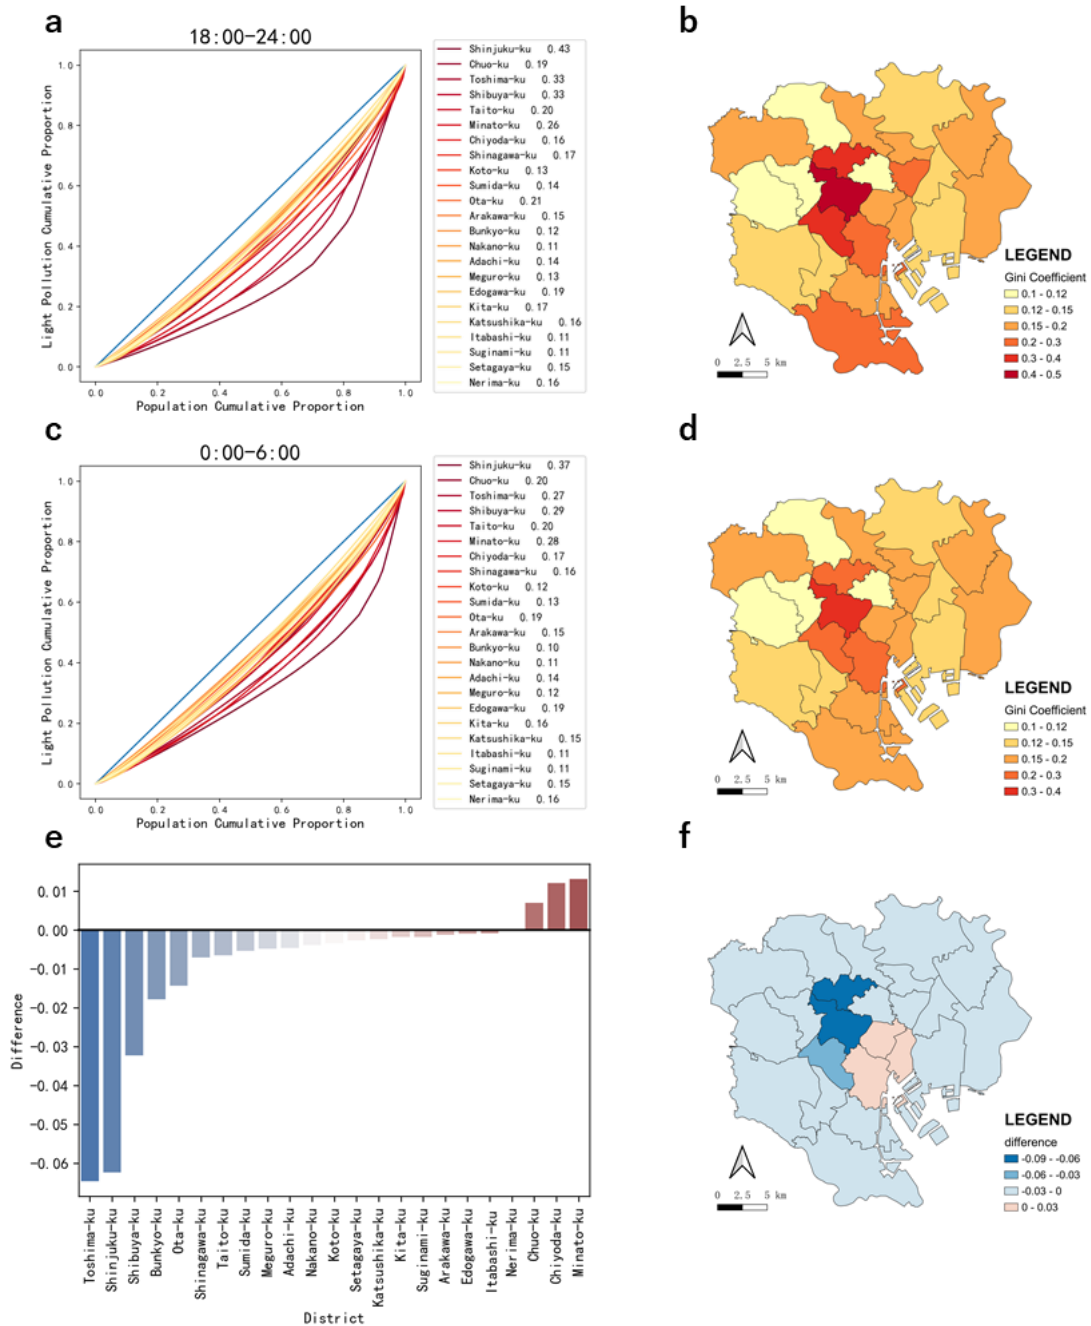 a
18:00-24:00
Light Pollution Cumulative Proportion
1.0
0.8
0.6
0.4
0.2
0.0
0.0 0.2 0.4 0.6 0.8 1.0
Population Cumulative Proportion
Shinjuku-ku 0.43
Chuo-ku 0.19
Toshima-ku 0.33
Shibuya-ku 0.33
Taito-ku 0.20
Minato-ku 0.26
Chiyoda-ku 0.16
Shinagawa-ku 0.17
Koto-ku 0.13
Sumida-ku 0.14
Ota-ku 0.21
Arakawa-ku 0.15
Bunkyo-ku 0.12
Nakano-ku 0.11
Adachi-ku 0.14
Meguro-ku 0.13
Edogawa-ku 0.19
Kita-ku 0.17
Katsushika-ku 0.16
Itabashi-ku 0.11
Suginami-ku 0.11
Setagaya-ku 0.15
Nerima-ku 0.16
b
LEGEND
Gini Coefficient
0.1 - 0.12
0.12 - 0.15
0.15 - 0.2
0.2 - 0.3
0.3 - 0.4
0.4 - 0.5
0 2.5 5 km
c
0:00-6:00
Light Pollution Cumulative Proportion
1.0
0.8
0.6
0.4
0.2
0.0
0.0 0.2 0.4 0.6 0.8 1.0
Population Cumulative Proportion
Shinjuku-ku 0.37
Chuo-ku 0.20
Toshima-ku 0.27
Shibuya-ku 0.29
Taito-ku 0.20
Minato-ku 0.28
Chiyoda-ku 0.17
Shinagawa-ku 0.16
Koto-ku 0.12
Sumida-ku 0.13
Ota-ku 0.19
Arakawa-ku 0.15
Bunkyo-ku 0.10
Nakano-ku 0.11
Adachi-ku 0.14
Meguro-ku 0.12
Edogawa-ku 0.19
Kita-ku 0.16
Katsushika-ku 0.15
Itabashi-ku 0.11
Suginami-ku 0.11
Setagaya-ku 0.15
Nerima-ku 0.16
d
LEGEND
Gini Coefficient
0.1 - 0.12
0.12 - 0.15
0.15 - 0.2
0.2 - 0.3
0.3 - 0.4
0 2.5 5 km
e
Difference
0.01
0.00
-0.01
-0.02
-0.03
-0.04
-0.05
-0.06
Toshima-ku
Shinjuku-ku
Shibuya-ku
Bunkyo-ku
Ota-ku
Shinagawa-ku
Taito-ku
Sumida-ku
Meguro-ku
Adachi-ku
Nakano-ku
Koto-ku
Setagaya-ku
Katsushika-ku
Kita-ku
Suginami-ku
Arakawa-ku
Edogawa-ku
Itabashi-ku
Nerima-ku
Chuo-ku
Chiyoda-ku
Minato-ku
District
f
LEGEND
difference
-0.09 - -0.06
-0.06 - -0.03
-0.03 - 0
0 - 0.03
0 2.5 5 km